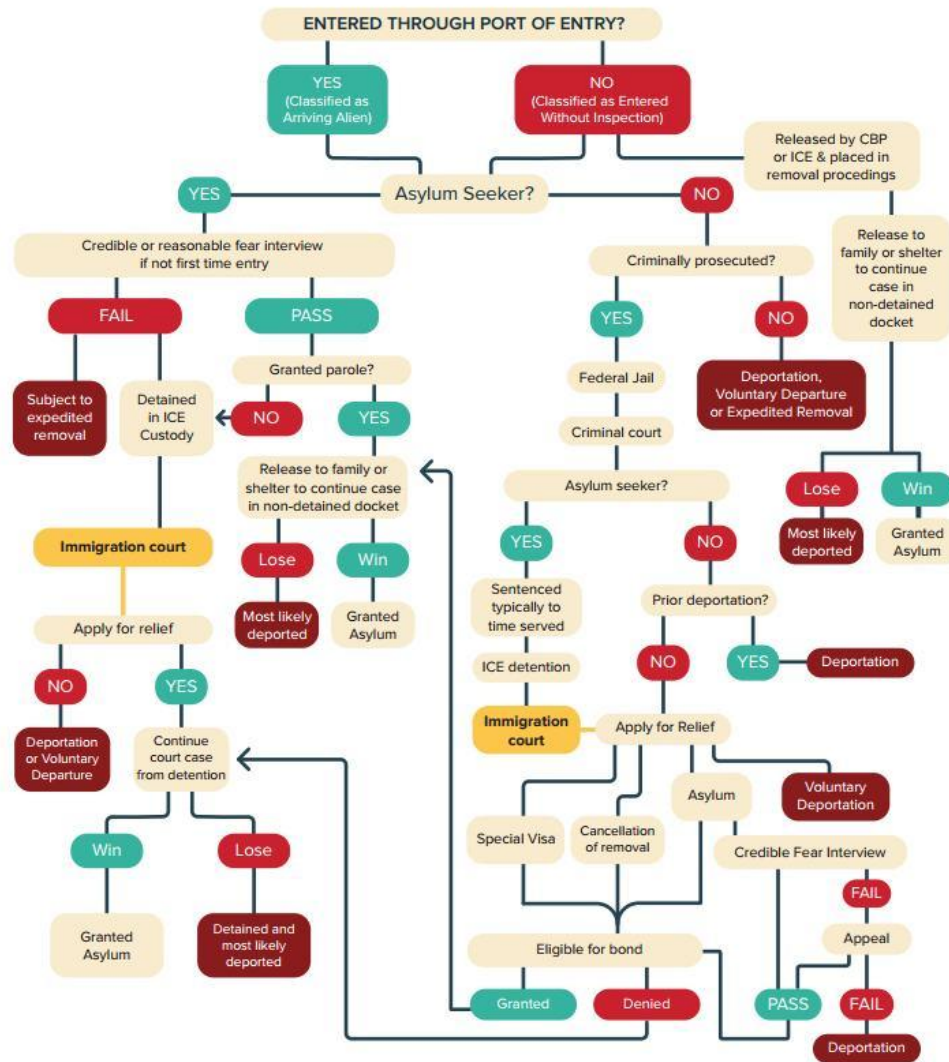 ENTERED THROUGH PORT OF ENTRY?
YES
(Classified as
Arriving Alien)
NO
(Classified as Entered
Without Inspection)
Released by CBP
or ICE & placed in
removal procedings
YES
Asylum Seeker?
NO
Credible or reasonable fear interview
if not first time entry
Criminally prosecuted?
Release to
family or shelter
to continue
case in
non-detained
docket
FAIL
PASS
YES
NO
Granted parole?
Subject to
expedited
removal
Detained
in ICE
Custody
NO
YES
Federal Jail
Deportation,
Voluntary Departure
or Expedited Removal
Criminal court
Release to family or
shelter to continue case
in non-detained docket
Asylum seeker?
Lose
Win
Most likely
deported
Granted
Asylum
Immigration court
Lose
Win
YES
NO
Most likely
deported
Granted
Asylum
Sentenced
typically to
time served
Prior deportation?
Apply for relief
NO
YES
ICE detention
NO
YES
Deportation
Deportation
or Voluntary
Departure
Continue
court case
from detention
Immigration
court
Apply for Relief
Special Visa
Cancellation
of removal
Asylum
Voluntary
Deportation
Win
Lose
Credible Fear Interview
FAIL
Granted
Asylum
Detained and
most likely
deported
Eligible for bond
Appeal
Granted
Denied
PASS
FAIL
Deportation